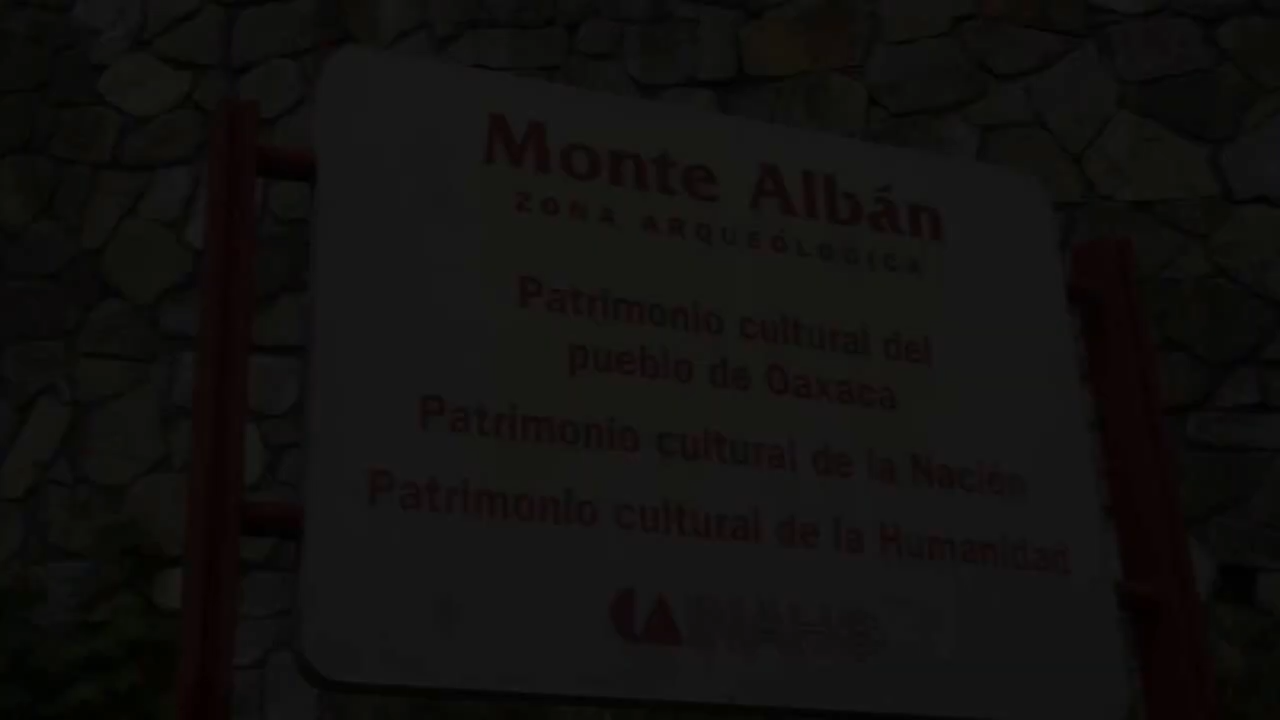 Monte Albán
ZONA ARQUEOLOGICA
Patrimonio cultural del
pueblo de Oaxaca
Patrimonio cultural de la Nación
Patrimonio cultural de la Humanidad